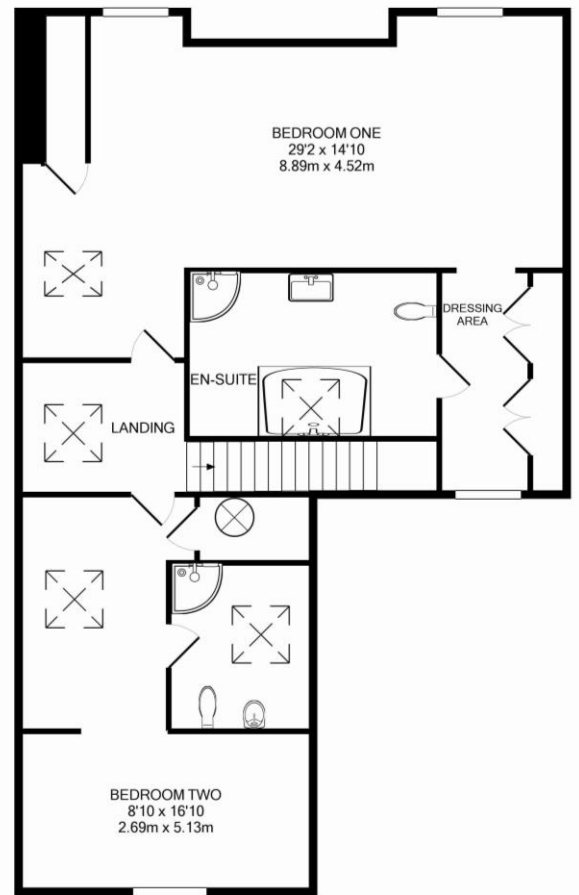 BEDROOM ONE
29'2 x 14'10
8.89m x 4.52m
DRESSING
AREA
EN-SUITE
LANDING
BEDROOM TWO
8'10 x 16'10
2.69m x 5.13m